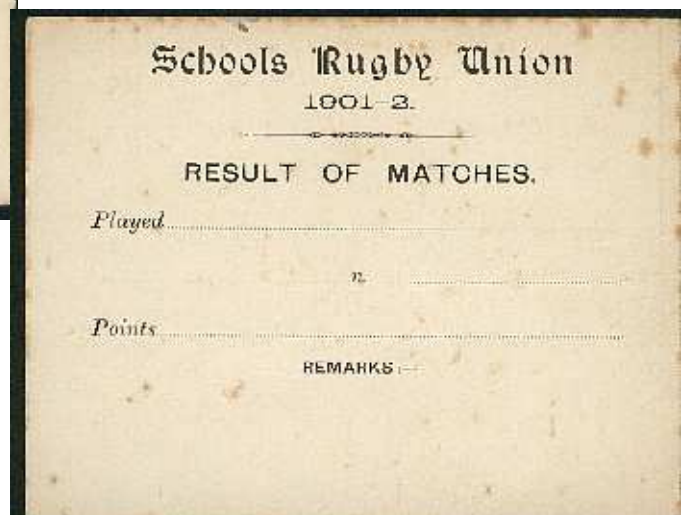 Schools Rugby Union
1901-2.
RESULT OF MATCHES.
Played
n
Points
REMARKS:—